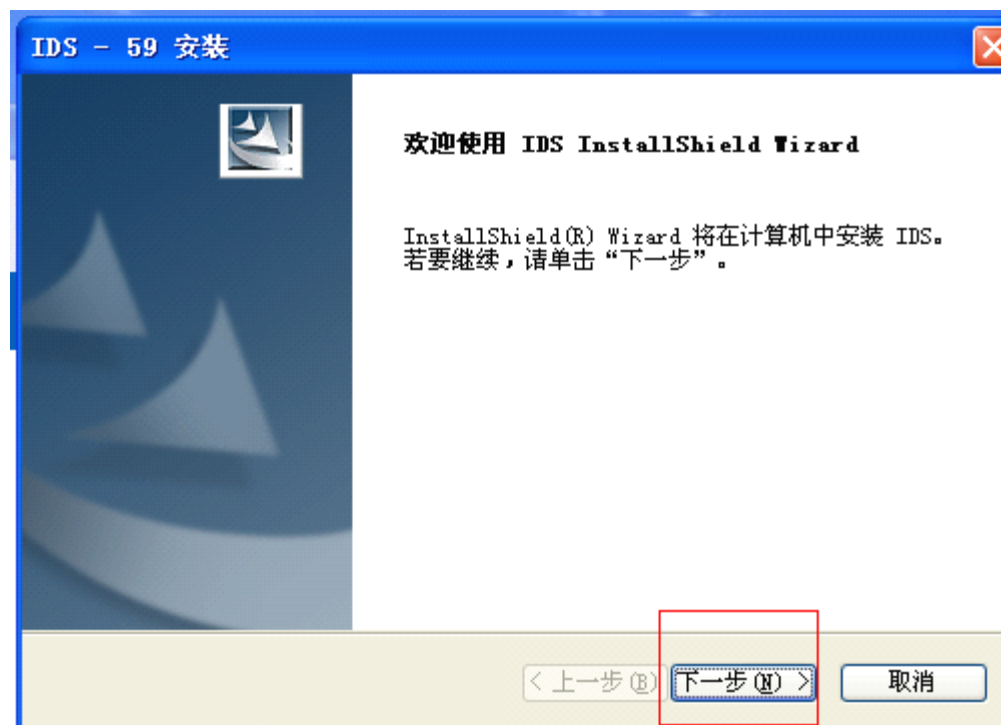 IDS - 59 安装
欢迎使用 IDS InstallShield Wizard
InstallShield(R) Wizard 将在计算机中安装 IDS。
若要继续，请单击“下一步”。
< 上一步(B) 下一步(N) > 取消